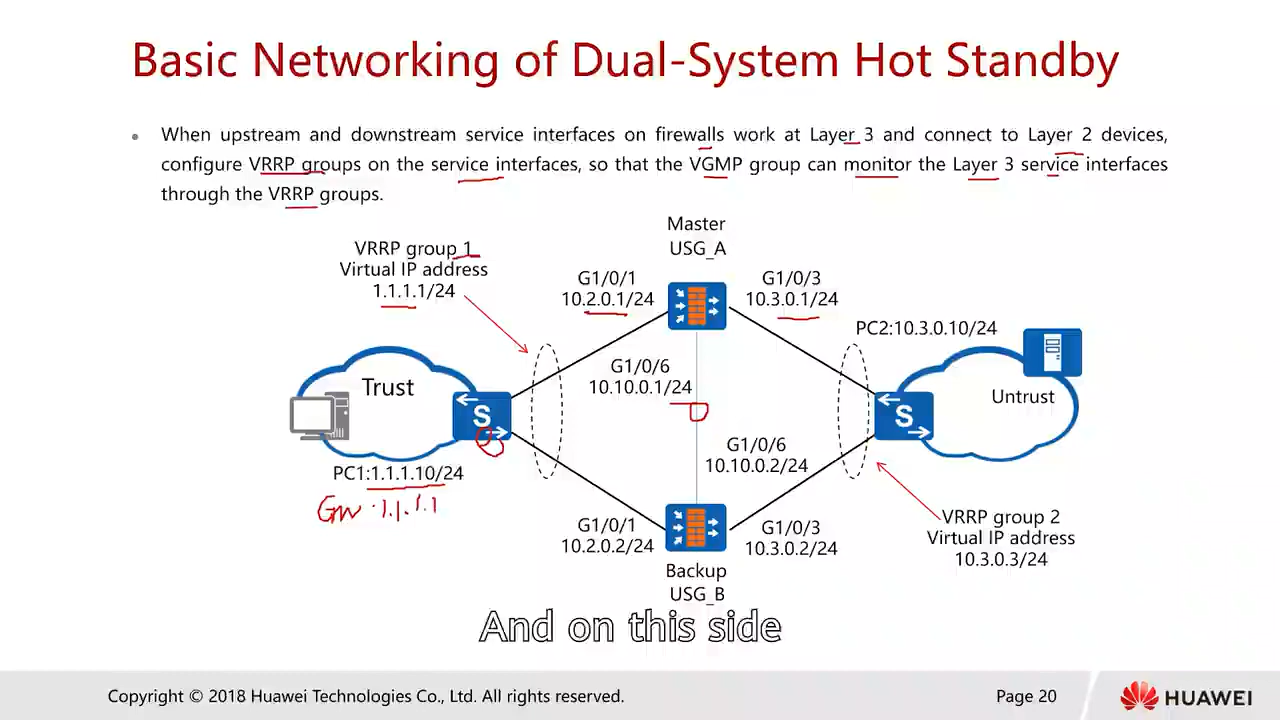 Basic Networking of Dual-System Hot Standby
• When upstream and downstream service interfaces on firewalls work at Layer 3 and connect to Layer 2 devices,
configure VRRP groups on the service interfaces, so that the VGMP group can monitor the Layer 3 service interfaces
through the VRRP groups.
Master
USG_A
VRRP group 1
Virtual IP address
1.1.1.1/24
G1/0/1
10.2.0.1/24
G1/0/3
10.3.0.1/24
PC2:10.3.0.10/24
G1/0/6
10.10.0.1/24
Trust
S
S
Untrust
G1/0/6
10.10.0.2/24
PC1:1.1.1.10/24
Gw:1.1.1.1
G1/0/1
10.2.0.2/24
G1/0/3
10.3.0.2/24
VRRP group 2
Virtual IP address
10.3.0.3/24
Backup
USG_B
And on this side
Copyright © 2018 Huawei Technologies Co., Ltd. All rights reserved.
Page 20
HUAWEI